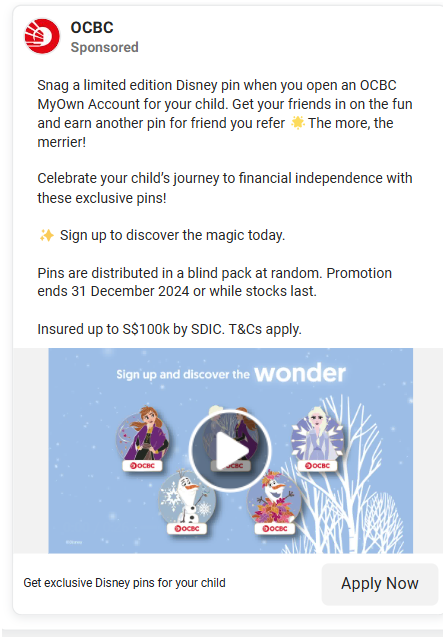 OCBC
Sponsored
Snag a limited edition Disney pin when you open an OCBC
MyOwn Account for your child. Get your friends in on the fun
and earn another pin for friend you refer 🌟 The more, the
merrier!
Celebrate your child's journey to financial independence with
these exclusive pins!
✨ Sign up to discover the magic today.
Pins are distributed in a blind pack at random. Promotion
ends 31 December 2024 or while stocks last.
Insured up to S$100k by SDIC. T&Cs apply.
Sign up and discover the wonder
OCBC
OCBC
OCBC
OCBC
OCBC
©Disney
Get exclusive Disney pins for your child
Apply Now